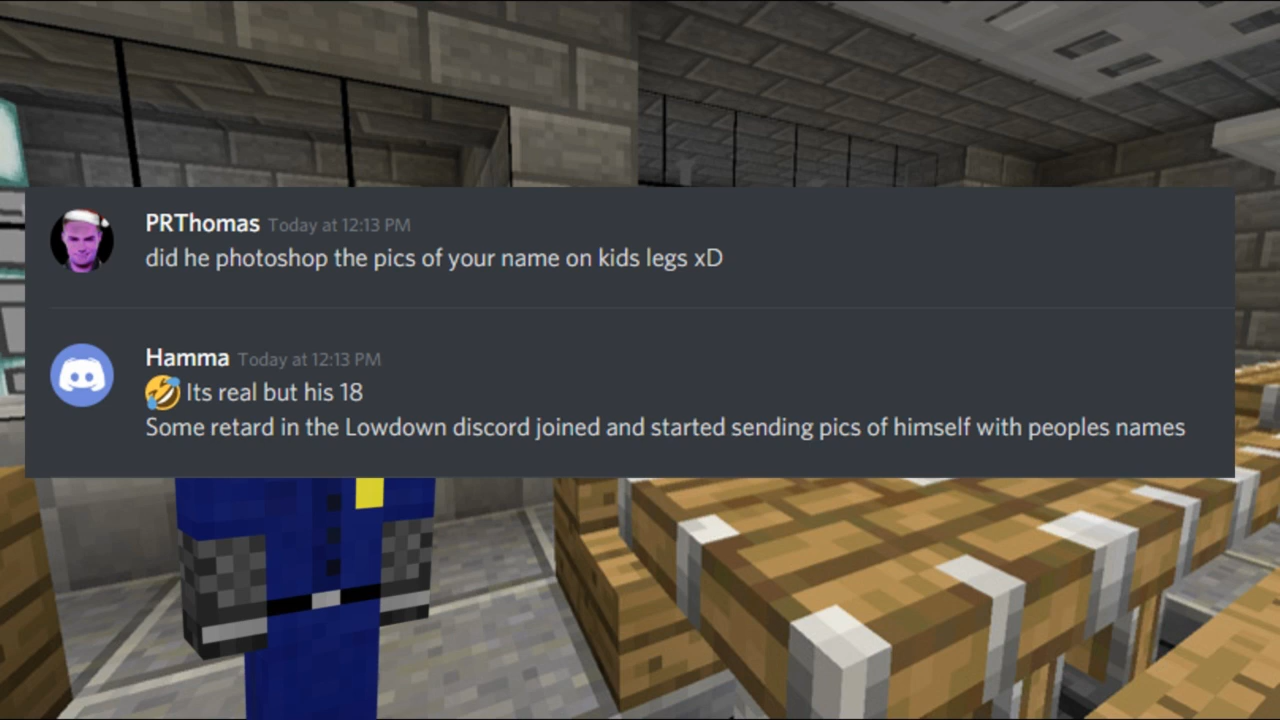 PRThomas Today at 12:13 PM
did he photoshop the pics of your name on kids legs xD
Hamma Today at 12:13 PM
🤣 Its real but his 18
Some retard in the Lowdown discord joined and started sending pics of himself with peoples names